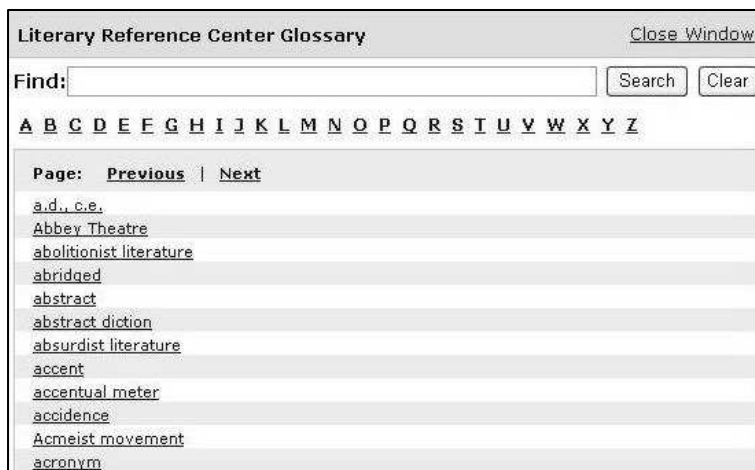 Literary Reference Center Glossary Close Window
Find: Search Clear
A B C D E F G H I J K L M N O P Q R S T U V W X Y Z
Page: Previous | Next
a.d., c.e.
Abbey Theatre
abolitionist literature
abridged
abstract
abstract diction
absurdist literature
accent
accentual meter
accidence
Acmeist movement
acronym